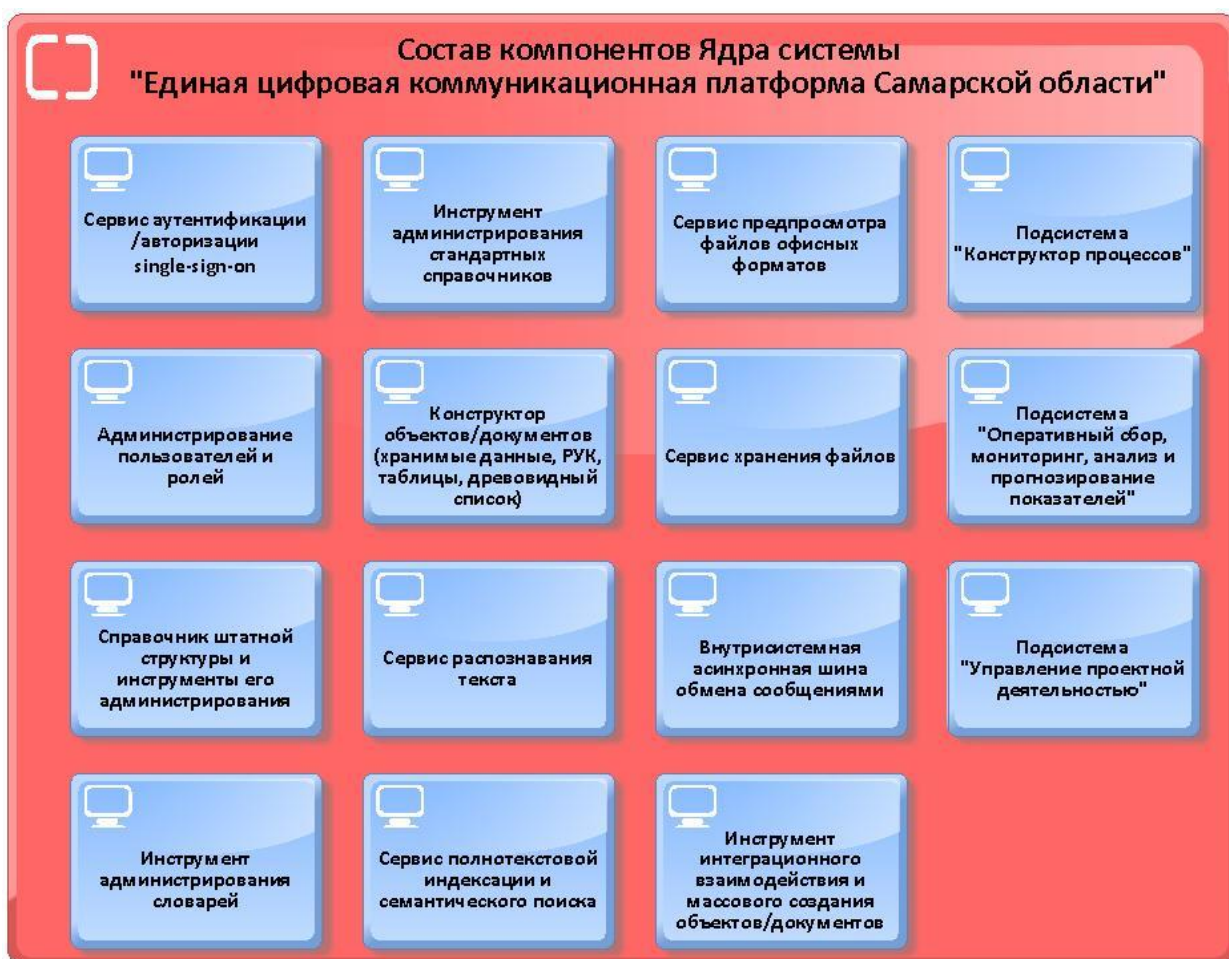 Состав компонентов Ядра системы
"Единая цифровая коммуникационная платформа Самарской области"
Сервис аутентификации
/авторизации
single-sign-on
Инструмент
администрирования
стандартных
справочников
Сервис предпросмотра
файлов офисных
форматов
Подсистема
"Конструктор процессов"
Администрирование
пользователей и
ролей
Конструктор
объектов/документов
(хранимые данные, РУК,
таблицы, древовидный
список)
Сервис хранения файлов
Подсистема
"Оперативный сбор,
мониторинг, анализ и
прогнозирование
показателей"
Справочник штатной
структуры и
инструменты его
администрирования
Сервис распознавания
текста
Внутрисистемная
асинхронная шина
обмена сообщениями
Подсистема
"Управление проектной
деятельностью"
Инструмент
администрирования
словарей
Сервис полнотекстовой
индексации и
семантического поиска
Инструмент
интеграционного
взаимодействия и
массового создания
объектов/документов